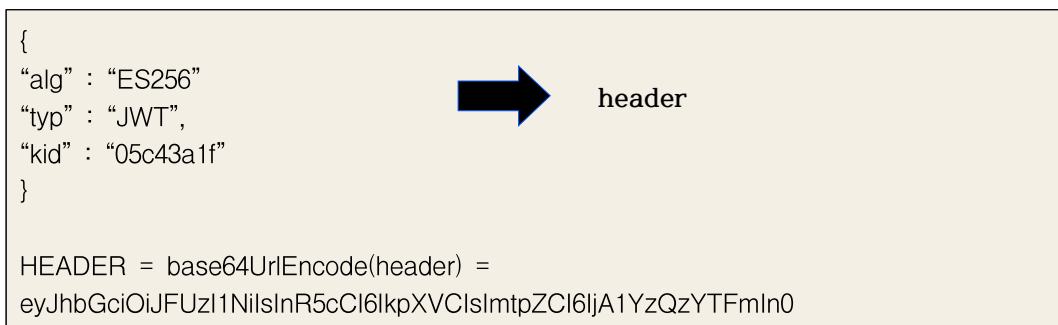 {
“alg” : “ES256”
“typ” : “JWT”,
“kid” : “05c43a1f”
}
header
HEADER = base64UrlEncode(header) =
eyJhbGciOiJFUzI1NiIsInR5cCI6IkpXVCIsImtpZCI6IjA1YzQzYTFmIn0